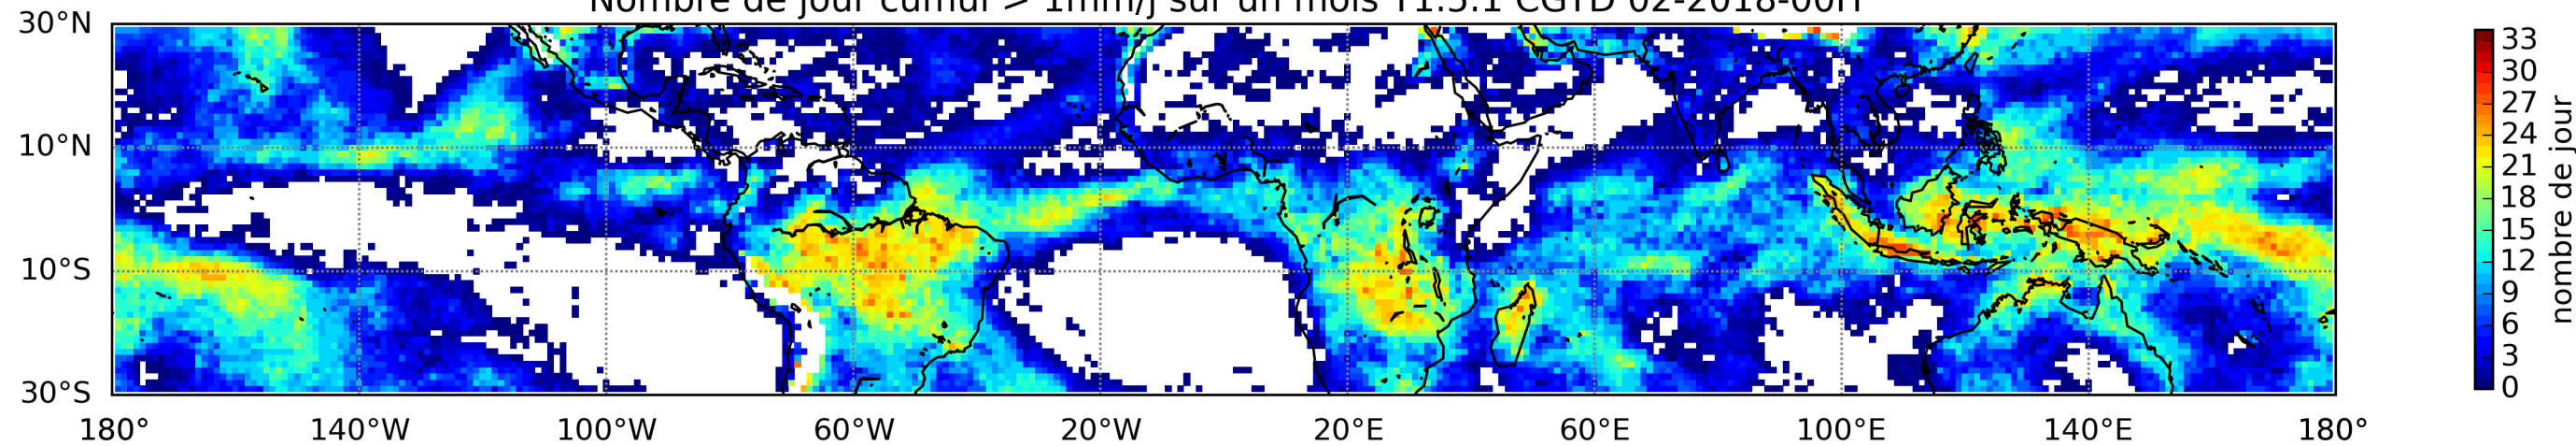 Nombre de jour cumul > 1mm/j sur un mois T1.5.1 CGTD 02-2018-00H
30°N
10°N
10°S
30°S
180° 140°W 100°W 60°W 20°W 20°E 60°E 100°E 140°E 180°
33
30
27
24
21
18
15
12
9
6
3
0
nombre de jour